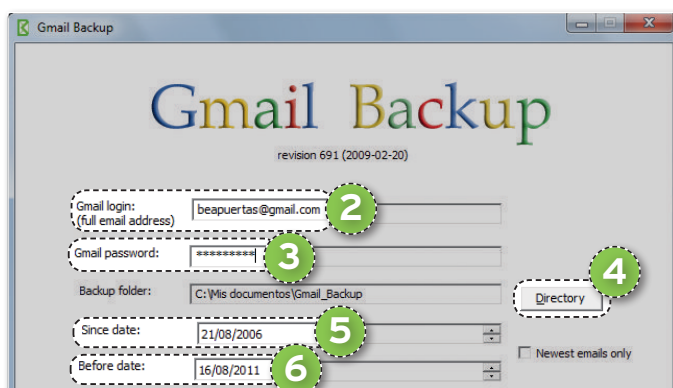 Gmail Backup
Gmail Backup
revision 691 (2009-02-20)
Gmail login:
(full email address)
beapuertas@gmail.com
2
Gmail password:
*********
3
4
Backup folder:
C:\Mis documentos\Gmail_Backup
Directory
Since date:
21/08/2006
5
Newest emails only
Before date:
16/08/2011
6